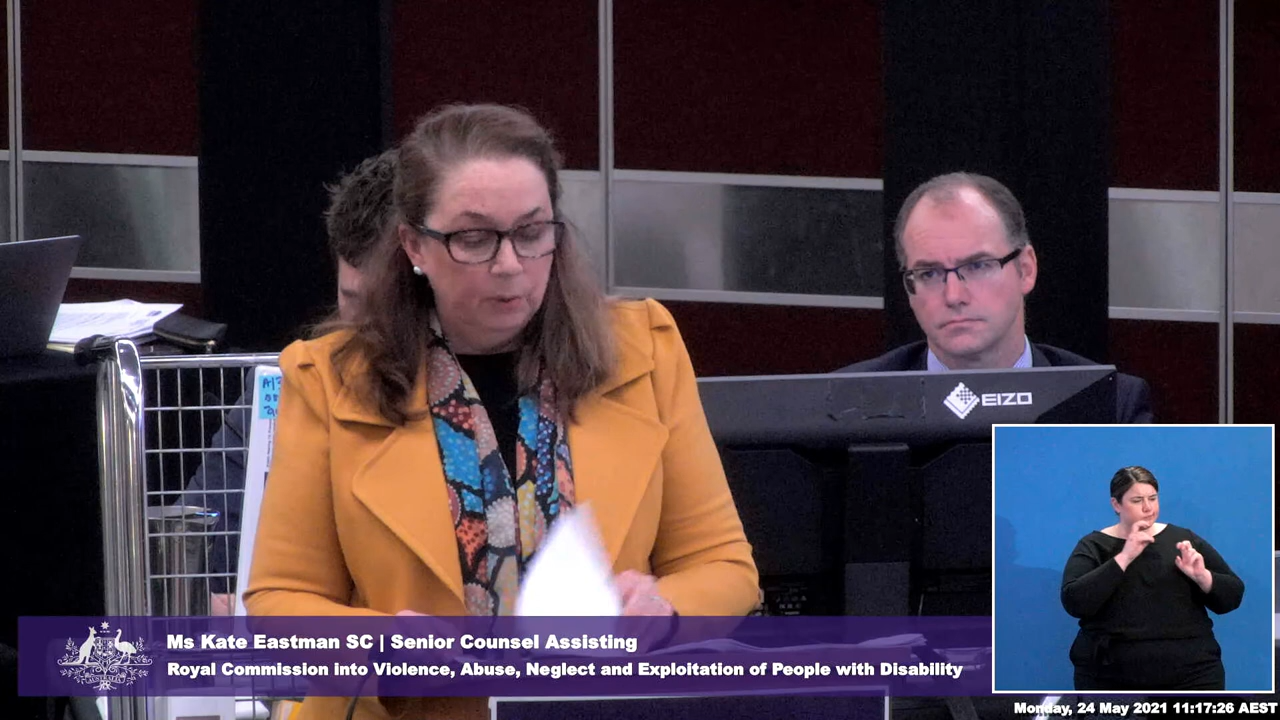 EIZO
Ms Kate Eastman SC | Senior Counsel Assisting
Royal Commission into Violence, Abuse, Neglect and Exploitation of People with Disability
AUSTRALIA
Monday, 24 May 2021 11:17:26 AEST